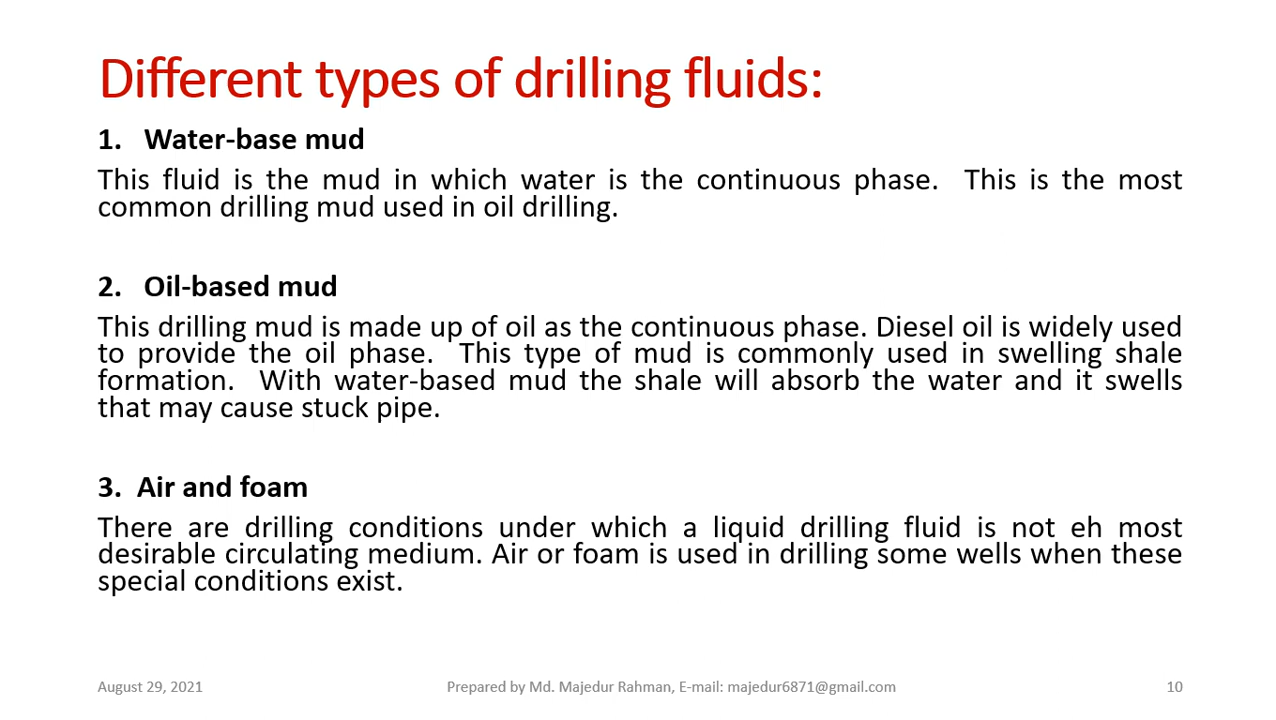 Different types of drilling fluids:
1. Water-base mud
This fluid is the mud in which water is the continuous phase. This is the most
common drilling mud used in oil drilling.
2. Oil-based mud
This drilling mud is made up of oil as the continuous phase. Diesel oil is widely used
to provide the oil phase. This type of mud is commonly used in swelling shale
formation. With water-based mud the shale will absorb the water and it swells
that may cause stuck pipe.
3. Air and foam
There are drilling conditions under which a liquid drilling fluid is not eh most
desirable circulating medium. Air or foam is used in drilling some wells when these
special conditions exist.
August 29, 2021
Prepared by Md. Majedur Rahman, E-mail: majedur6871@gmail.com
10